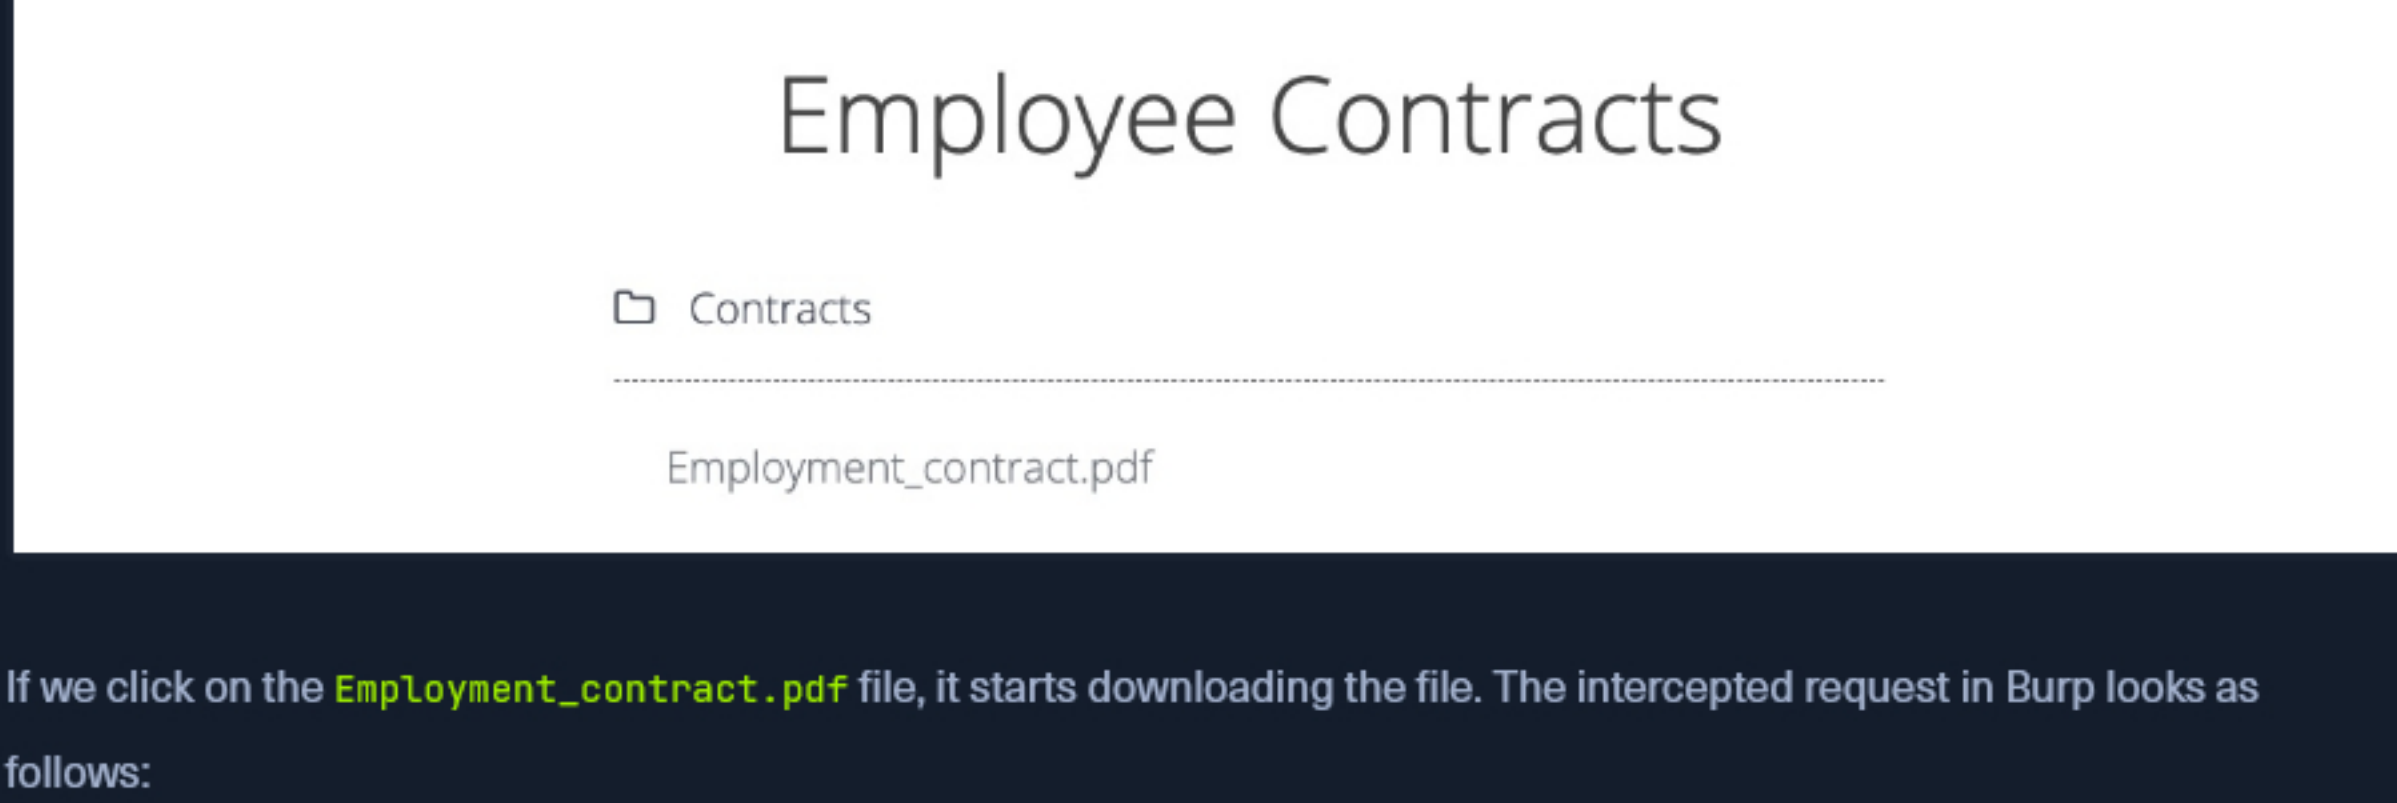 Employee Contracts
Contracts
Employment_contract.pdf
If we click on the Employment_contract.pdf file, it starts downloading the file. The intercepted request in Burp looks as
follows: